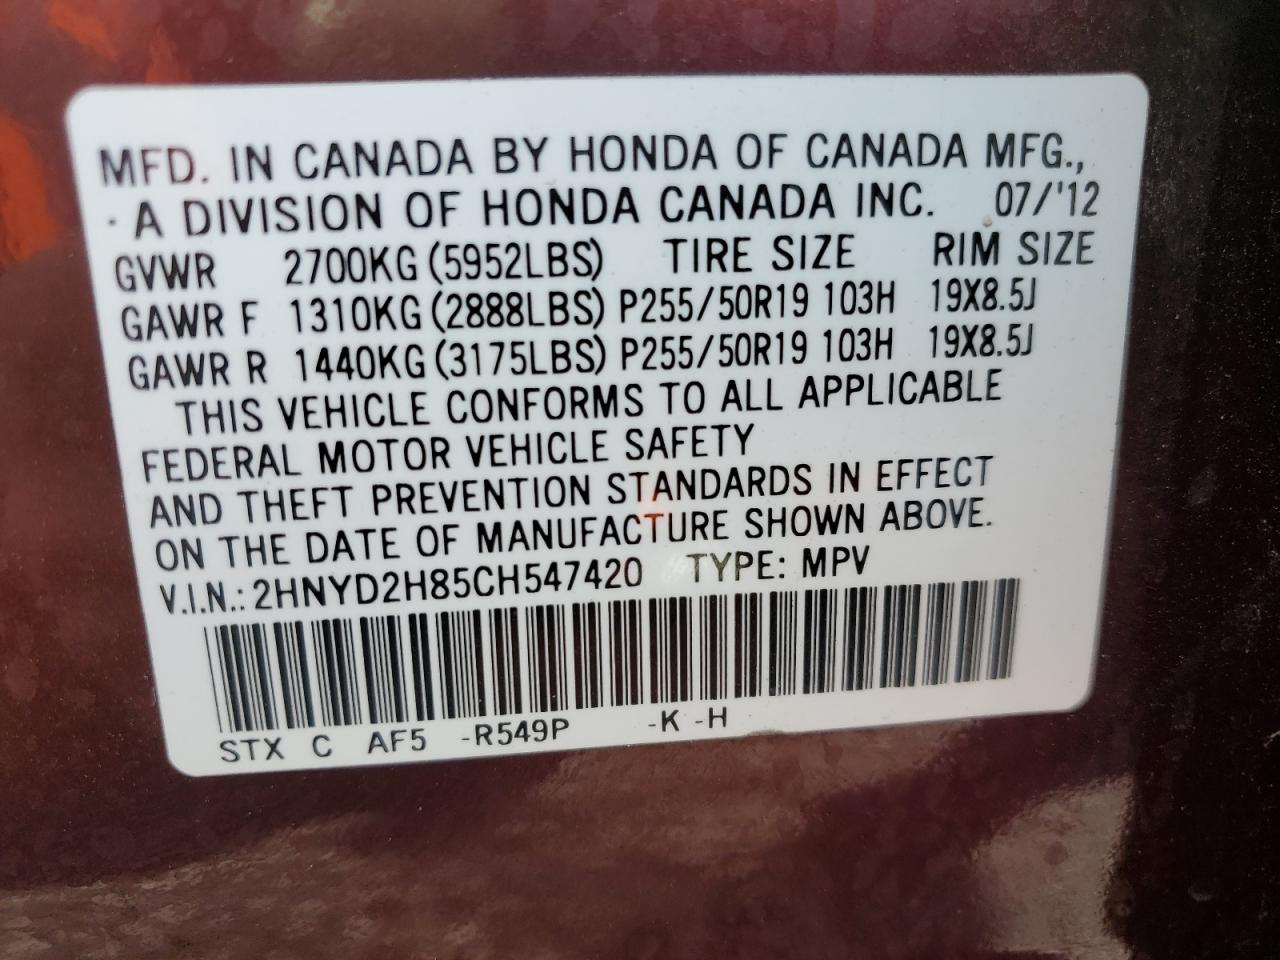 MFD. IN CANADA BY HONDA OF CANADA MFG.,
A DIVISION OF HONDA CANADA INC. 07/'12
GVWR 2700KG (5952LBS) TIRE SIZE RIM SIZE
GAWR F 1310KG (2888LBS) P255/50R19 103H 19X8.5J
GAWR R 1440KG (3175LBS) P255/50R19 103H 19X8.5J
THIS VEHICLE CONFORMS TO ALL APPLICABLE
FEDERAL MOTOR VEHICLE SAFETY
AND THEFT PREVENTION STANDARDS IN EFFECT
ON THE DATE OF MANUFACTURE SHOWN ABOVE.
V.I.N.: 2HNYD2H85CH547420 TYPE: MPV
STX C AF5 -R549P -K -H